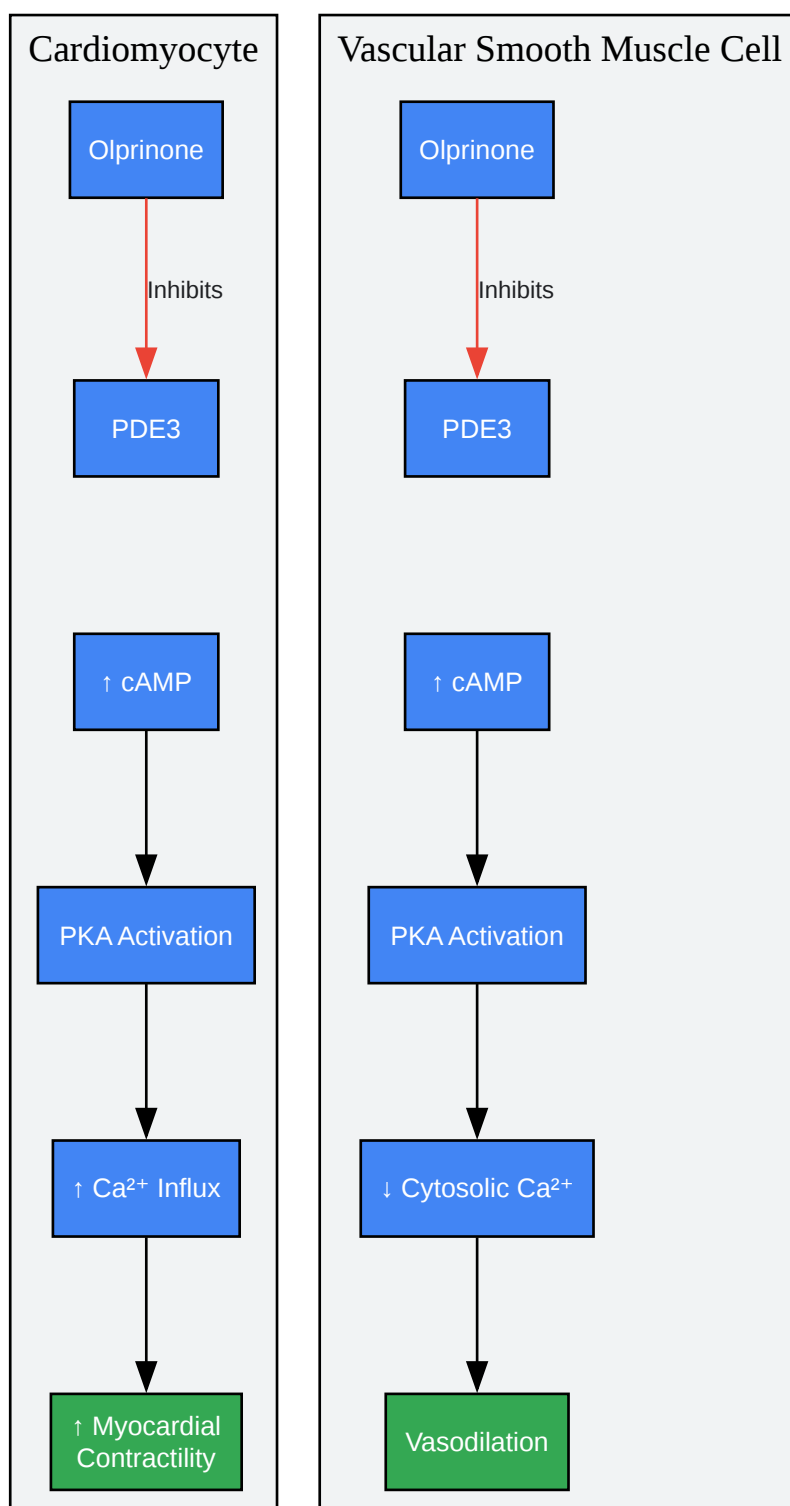 Cardiomyocyte
Olprinone
Inhibits
PDE3
↑ cAMP
PKA Activation
↑ Ca²⁺ Influx
↑ Myocardial
Contractility
Vascular Smooth Muscle Cell
Olprinone
Inhibits
PDE3
↑ cAMP
PKA Activation
↓ Cytosolic Ca²⁺
Vasodilation